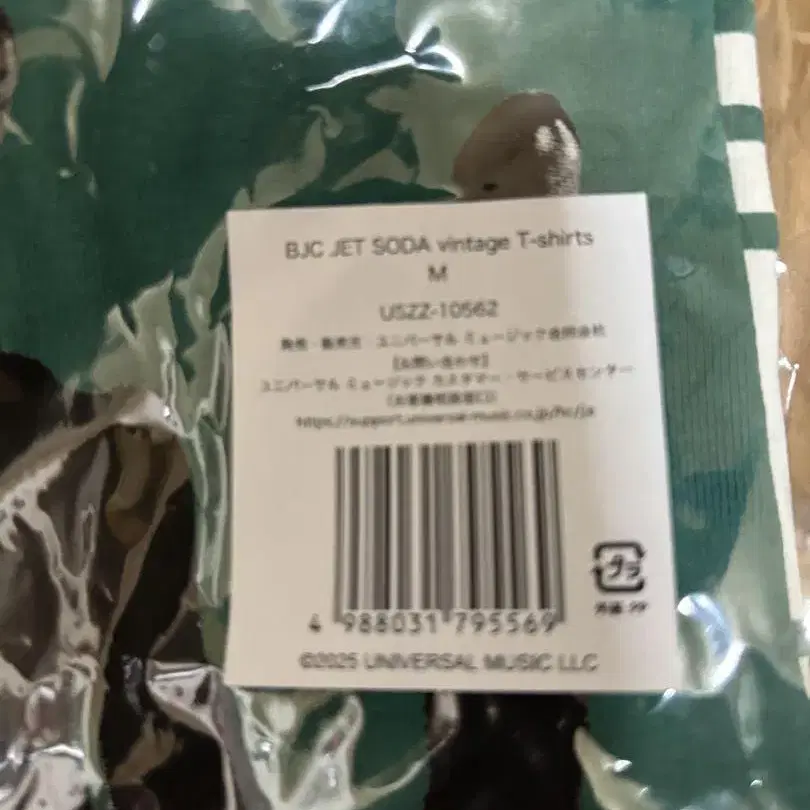 BJC JET SODA vintage T-shirts
M
USZZ-10562
発売・販売元：ユニバーサル ミュージック合同会社
【お問い合わせ】
ユニバーサル ミュージック カスタマー・サービスセンター
https://support.universal-music.co.jp/hc/ja
プラ
外装:PP
4 988031 795569
©2025 UNIVERSAL MUSIC LLC